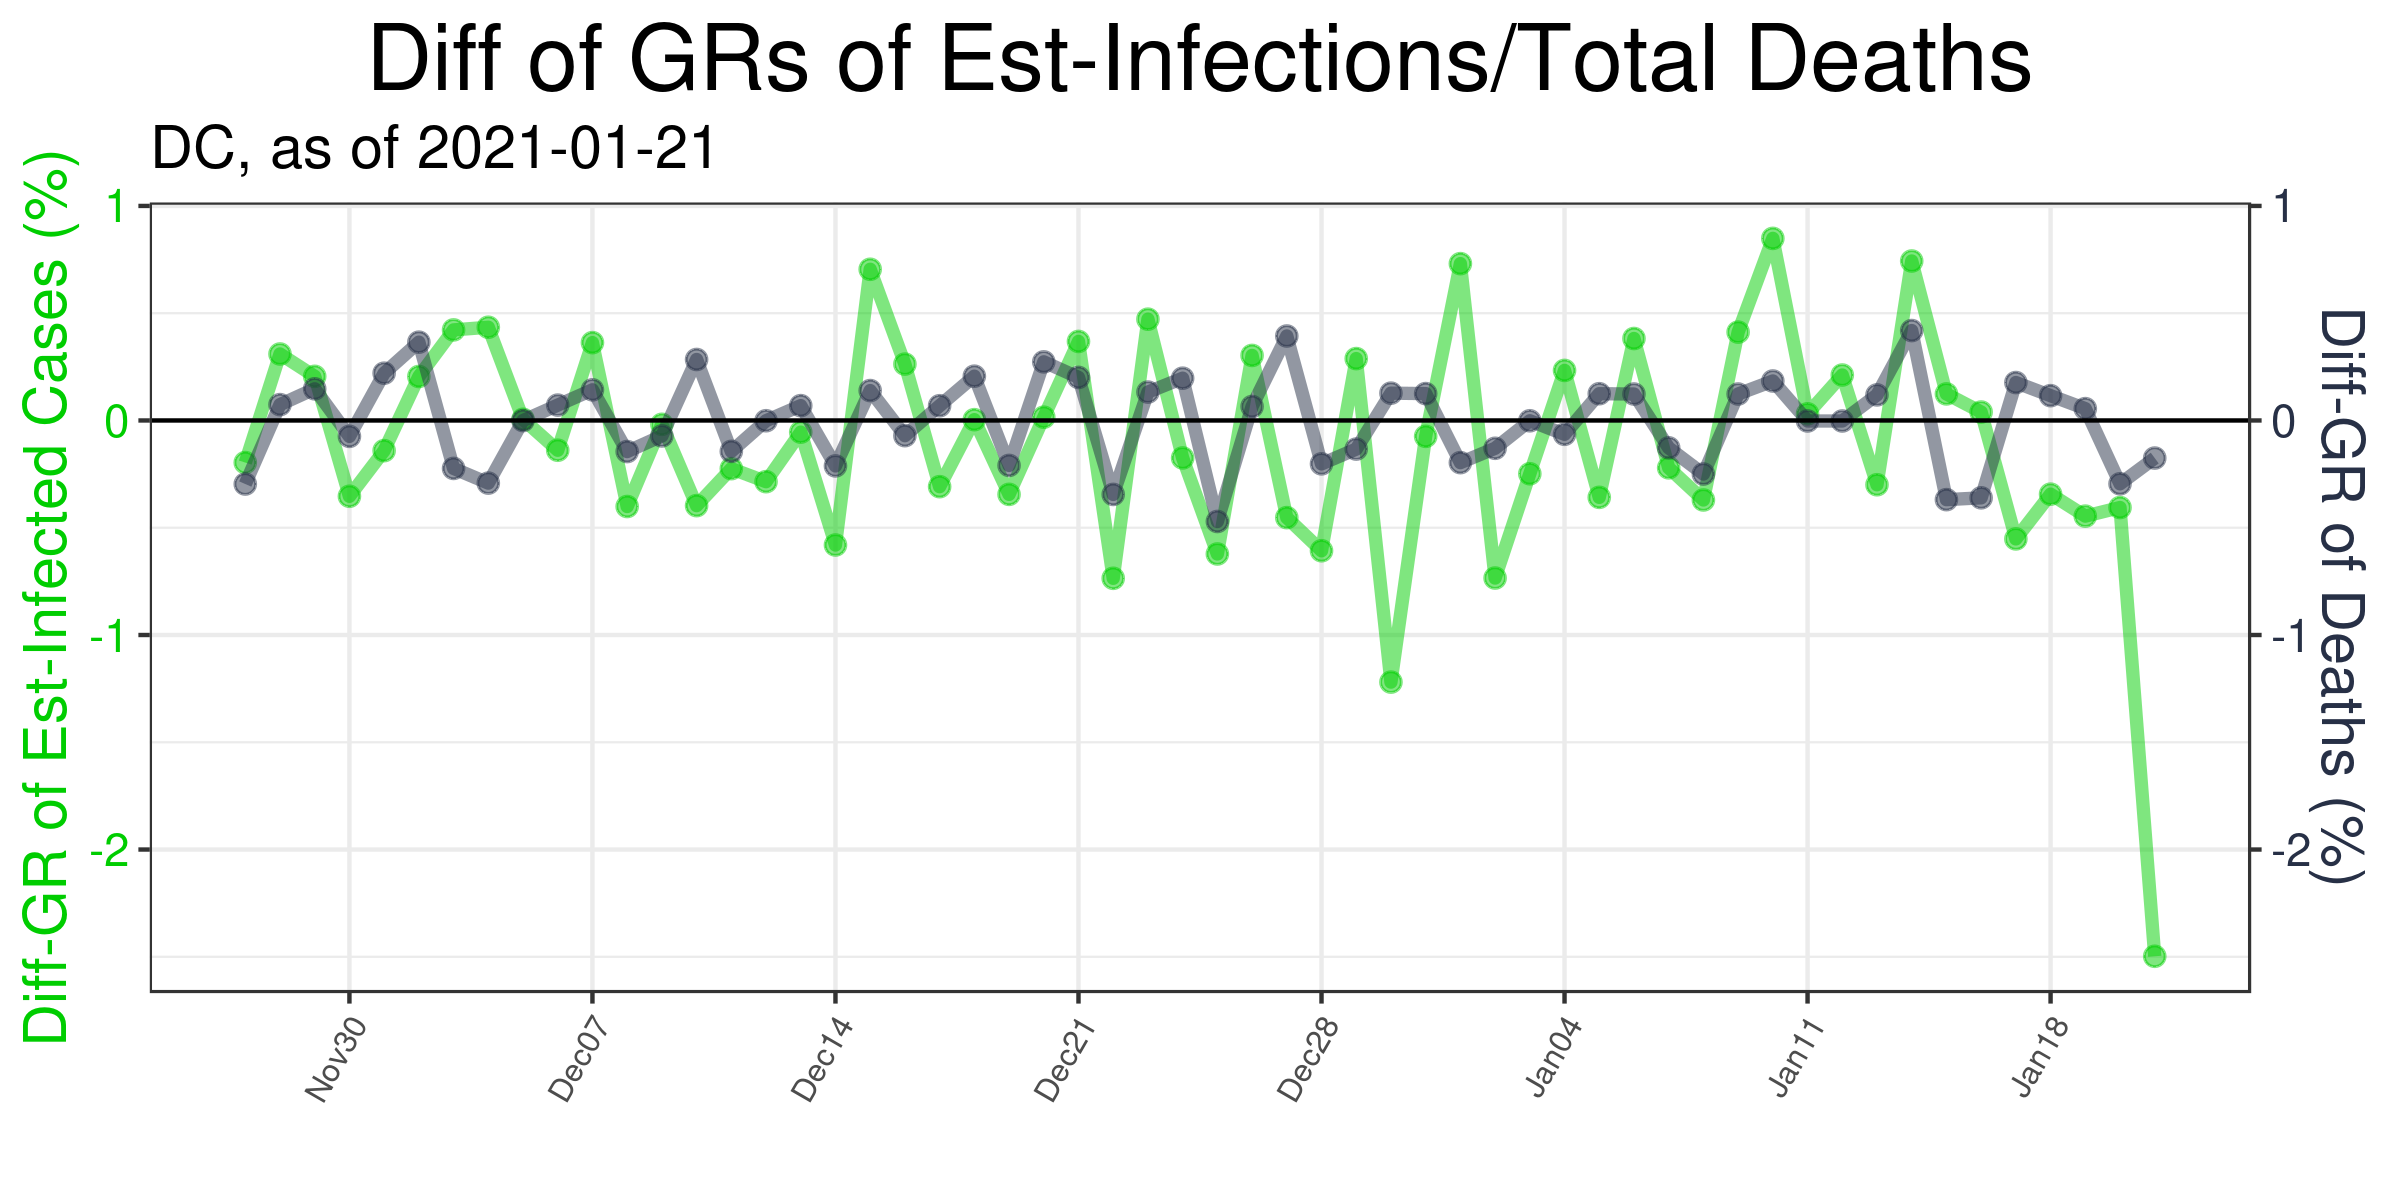 Diff of GRs of Est-Infections/Total Deaths
DC, as of 2021-01-21
Diff-GR of Est-Infected Cases (%)
1
0
-1
-2
1
0
-1
-2
Diff-GR of Deaths (%)
Nov30
Dec07
Dec14
Dec21
Dec28
Jan04
Jan11
Jan18